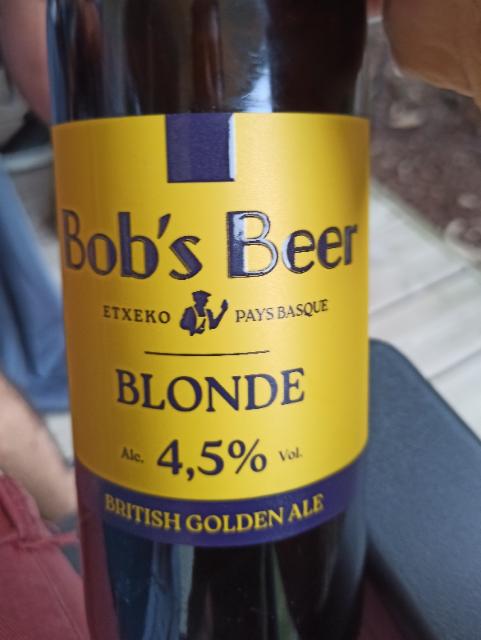 Bob's Beer
ETXEKO PAYS BASQUE
BLONDE
Alc. 4,5% Vol.
BRITISH GOLDEN ALE